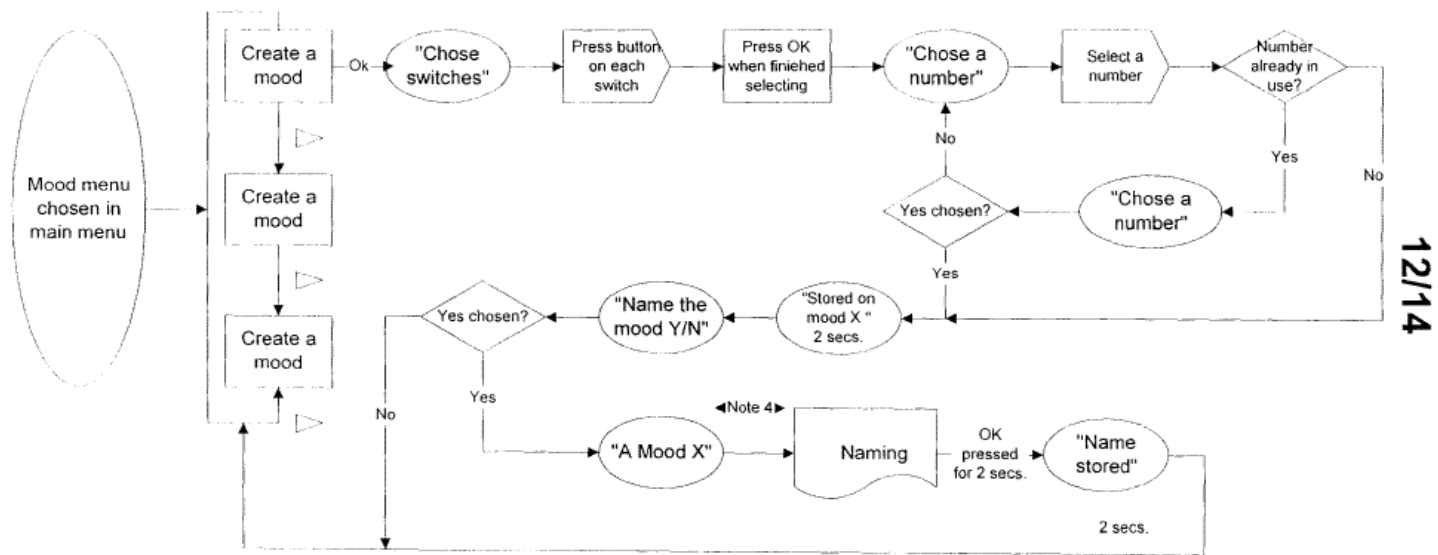 Mood menu
chosen in
main menu
Create a
mood
Ok
"Chose
switches"
Press button
on each
switch
Press OK
when finiehed
selecting
"Chose a
number"
Select a
number
Number
already in
use?
No
Yes
"Chose a
number"
Yes chosen?
No
Yes
Create a
mood
Create a
mood
"Stored on
mood X "
2 secs.
"Name the
mood Y/N"
Yes chosen?
No
Yes
"A Mood X"
Note 4
Naming
OK
pressed
for 2 secs.
"Name
stored"
2 secs.
12/14